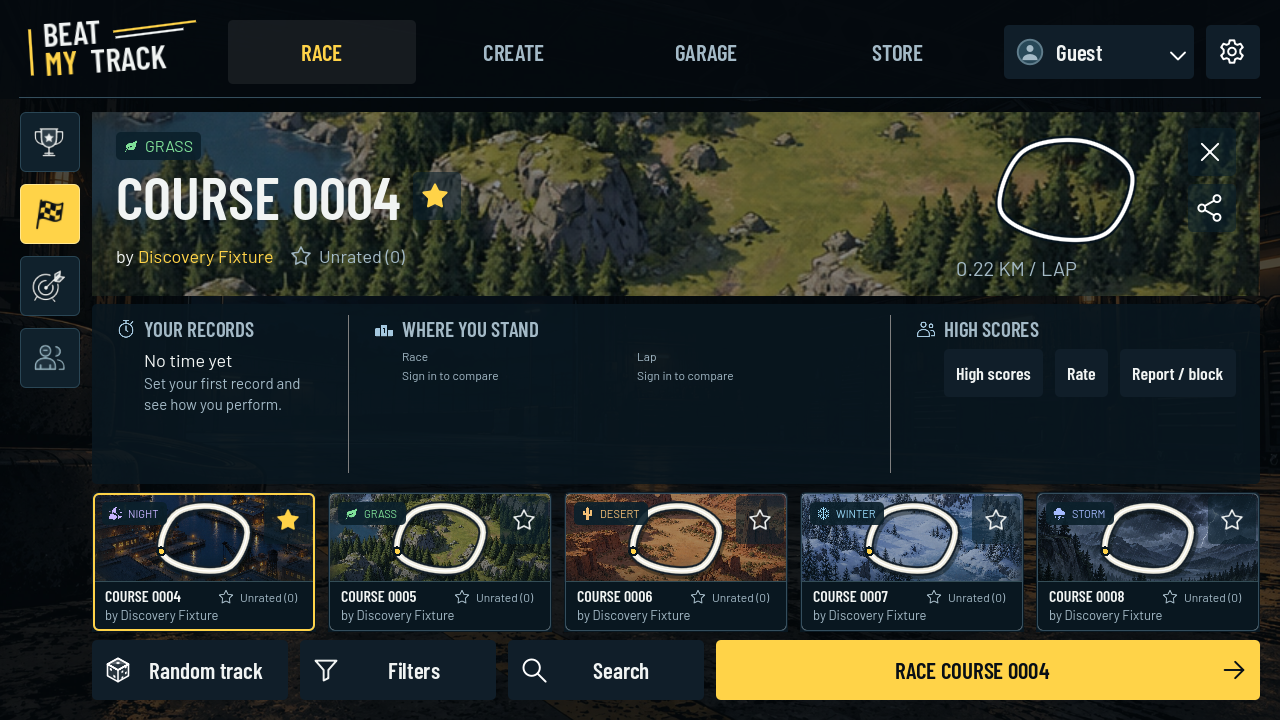 BEAT
MY TRACK
RACE
CREATE
GARAGE
STORE
Guest
GRASS
COURSE 0004
by Discovery Fixture
Unrated (0)
0.22 KM / LAP
YOUR RECORDS
No time yet
Set your first record and
see how you perform.
WHERE YOU STAND
Race
Sign in to compare
Lap
Sign in to compare
HIGH SCORES
High scores
Rate
Report / block
NIGHT
COURSE 0004
Unrated (0)
by Discovery Fixture
GRASS
COURSE 0005
Unrated (0)
by Discovery Fixture
DESERT
COURSE 0006
Unrated (0)
by Discovery Fixture
WINTER
COURSE 0007
Unrated (0)
by Discovery Fixture
STORM
COURSE 0008
Unrated (0)
by Discovery Fixture
Random track
Filters
Search
RACE COURSE 0004